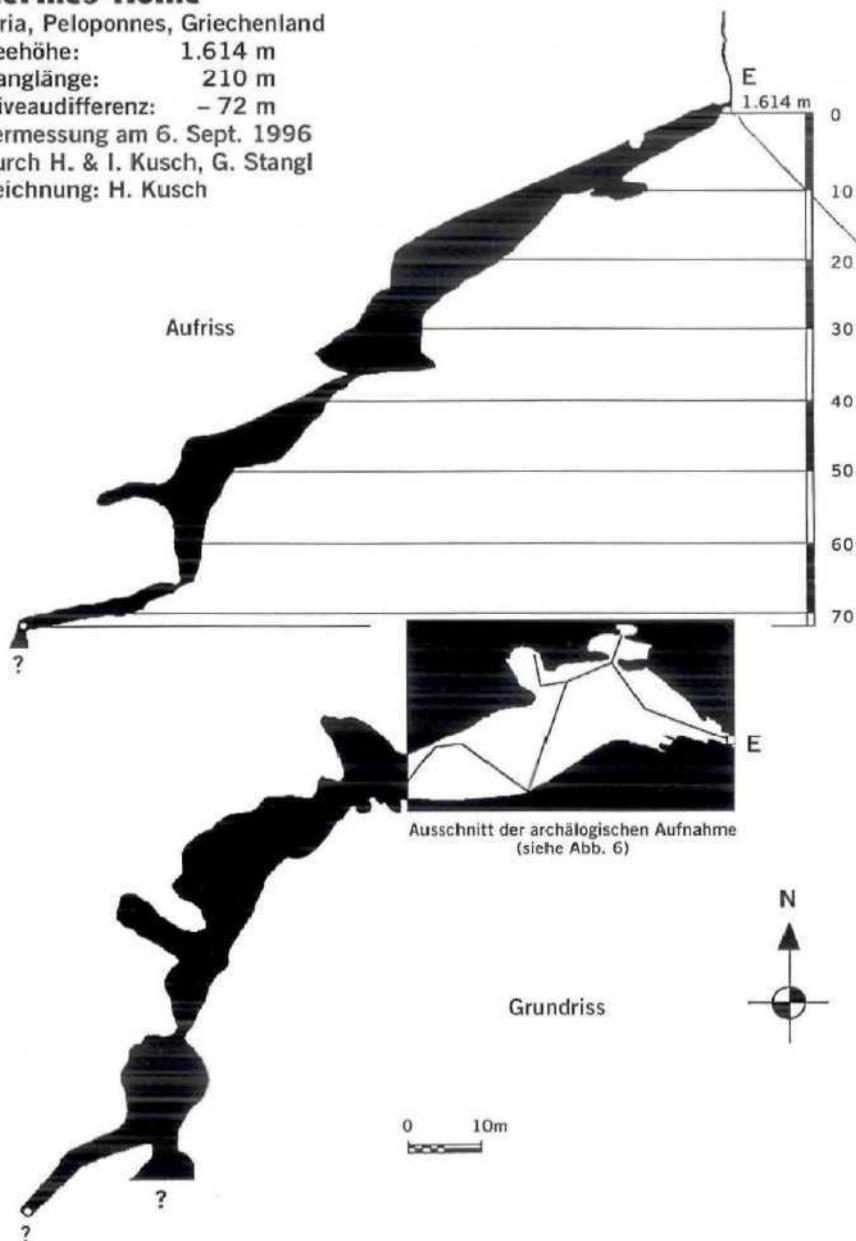 ria, Peloponnes, Griechenland
eehöhe: 1.614 m
anglänge: 210 m
iveaudifferenz: – 72 m
ermessung am 6. Sept. 1996
urch H. & I. Kusch, G. Stangl
eichnung: H. Kusch
E
1.614 m
0
10
20
30
Aufriss
40
50
60
70
?
E
Ausschnitt der archälogischen Aufnahme
(siehe Abb. 6)
N
Grundriss
0 10m
?
?